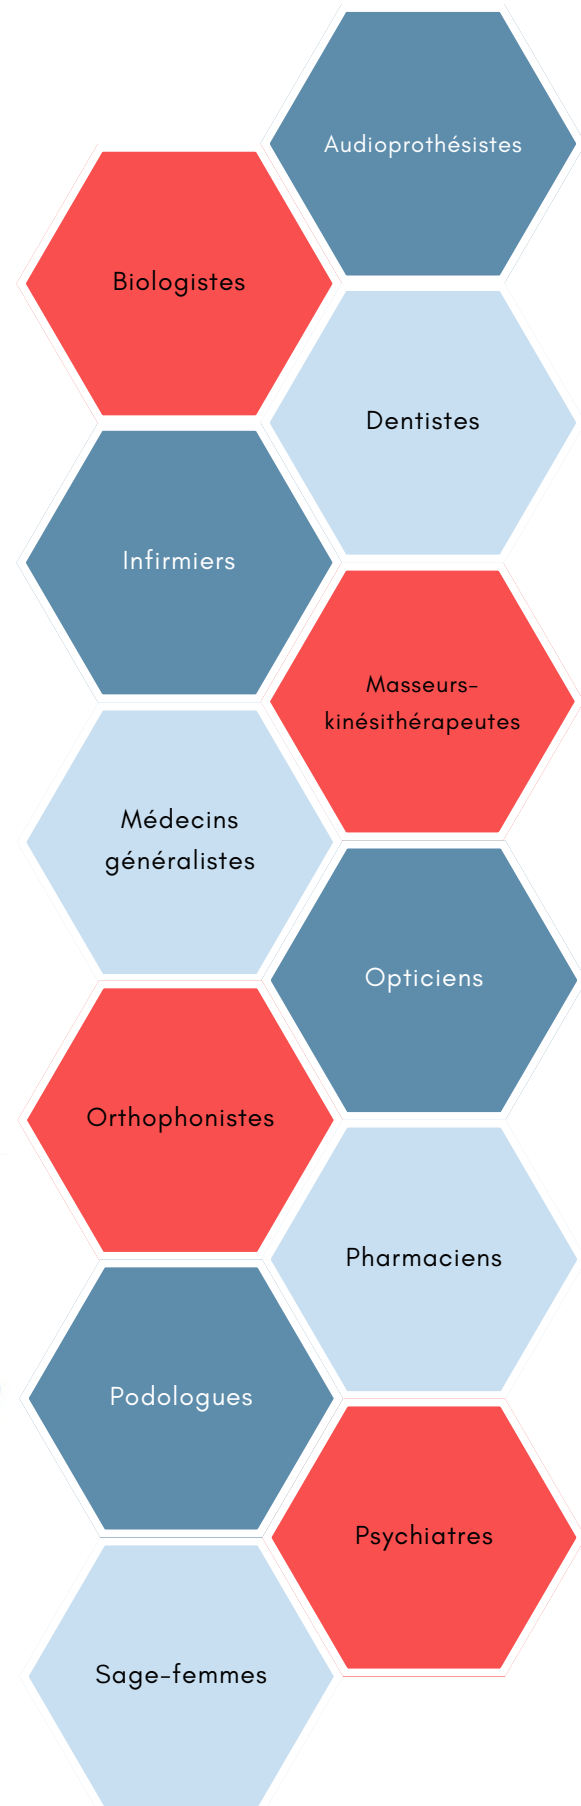 Audioprothésistes
Biologistes
Dentistes
Infirmiers
Masseurs-
kinésithérapeutes
Médecins
généralistes
Opticiens
Orthophonistes
Pharmaciens
Podologues
Psychiatres
Sage-femmes